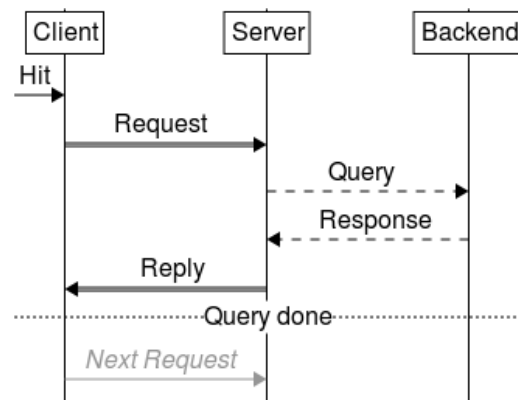 Client Server Backend
Hit
Request
Query
Response
Reply
Query done
Next Request